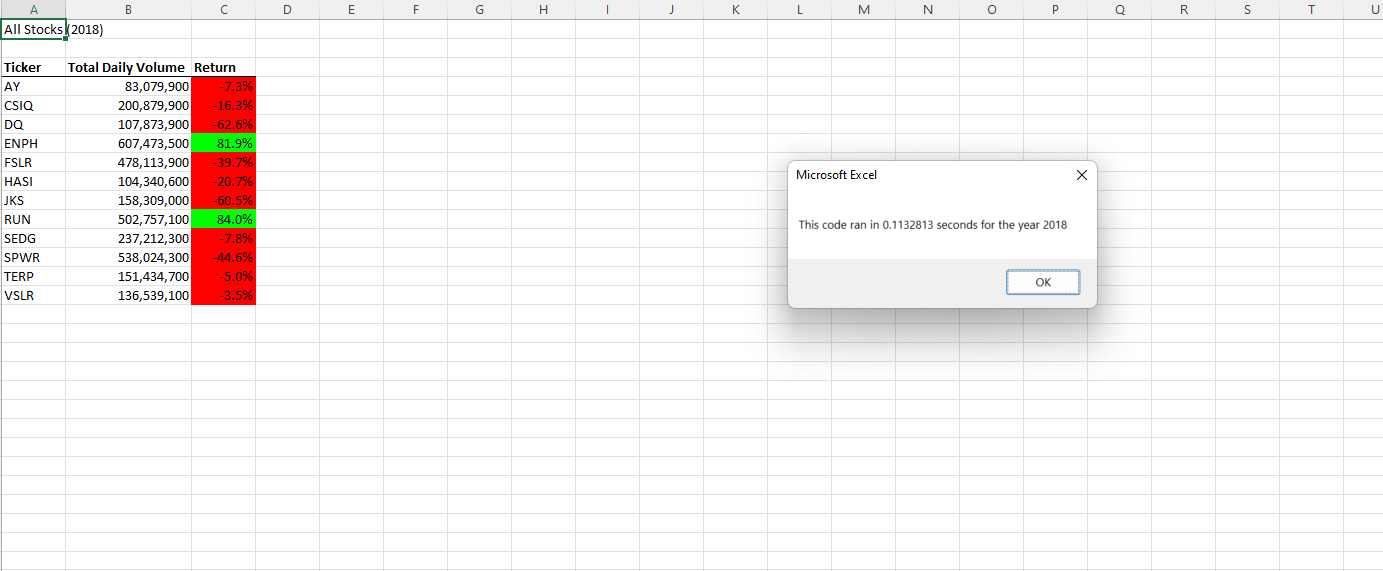 A B C D E F G H I J K L M N O P Q R S T U
All Stocks (2018)
Ticker Total Daily Volume Return
AY 83,079,900 -7.3%
CSIQ 200,879,900 -16.3%
DQ 107,873,900 -62.6%
ENPH 607,473,500 81.9%
FSLR 478,113,900 -39.7%
HASI 104,340,600 -20.7%
JKS 158,309,000 -60.5%
RUN 502,757,100 84.0%
SEDG 237,212,300 -7.8%
SPWR 538,024,300 -44.6%
TERP 151,434,700 -5.0%
VSLR 136,539,100 -3.5%
Microsoft Excel
This code ran in 0.1132813 seconds for the year 2018
OK